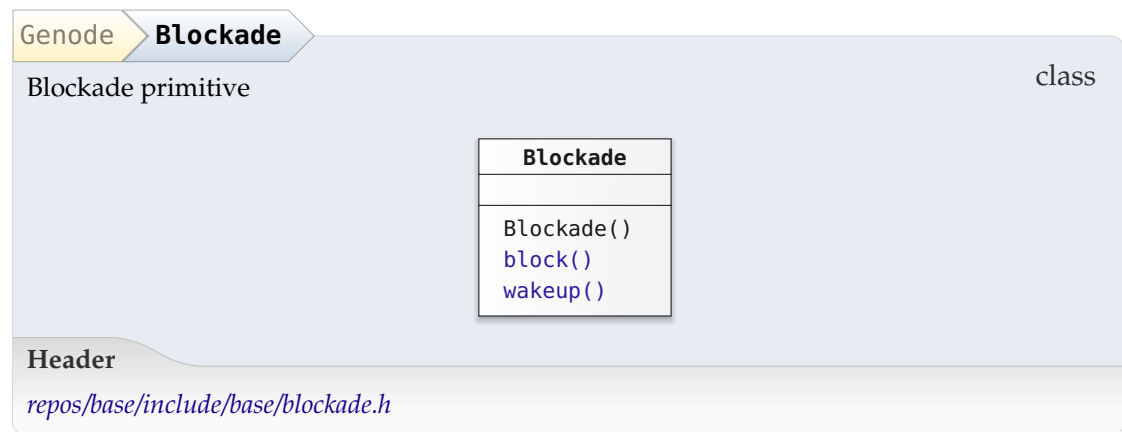 Genode Blockade
Blockade primitive
class
Blockade
Blockade()
block()
wakeup()
Header
repos/base/include/base/blockade.h